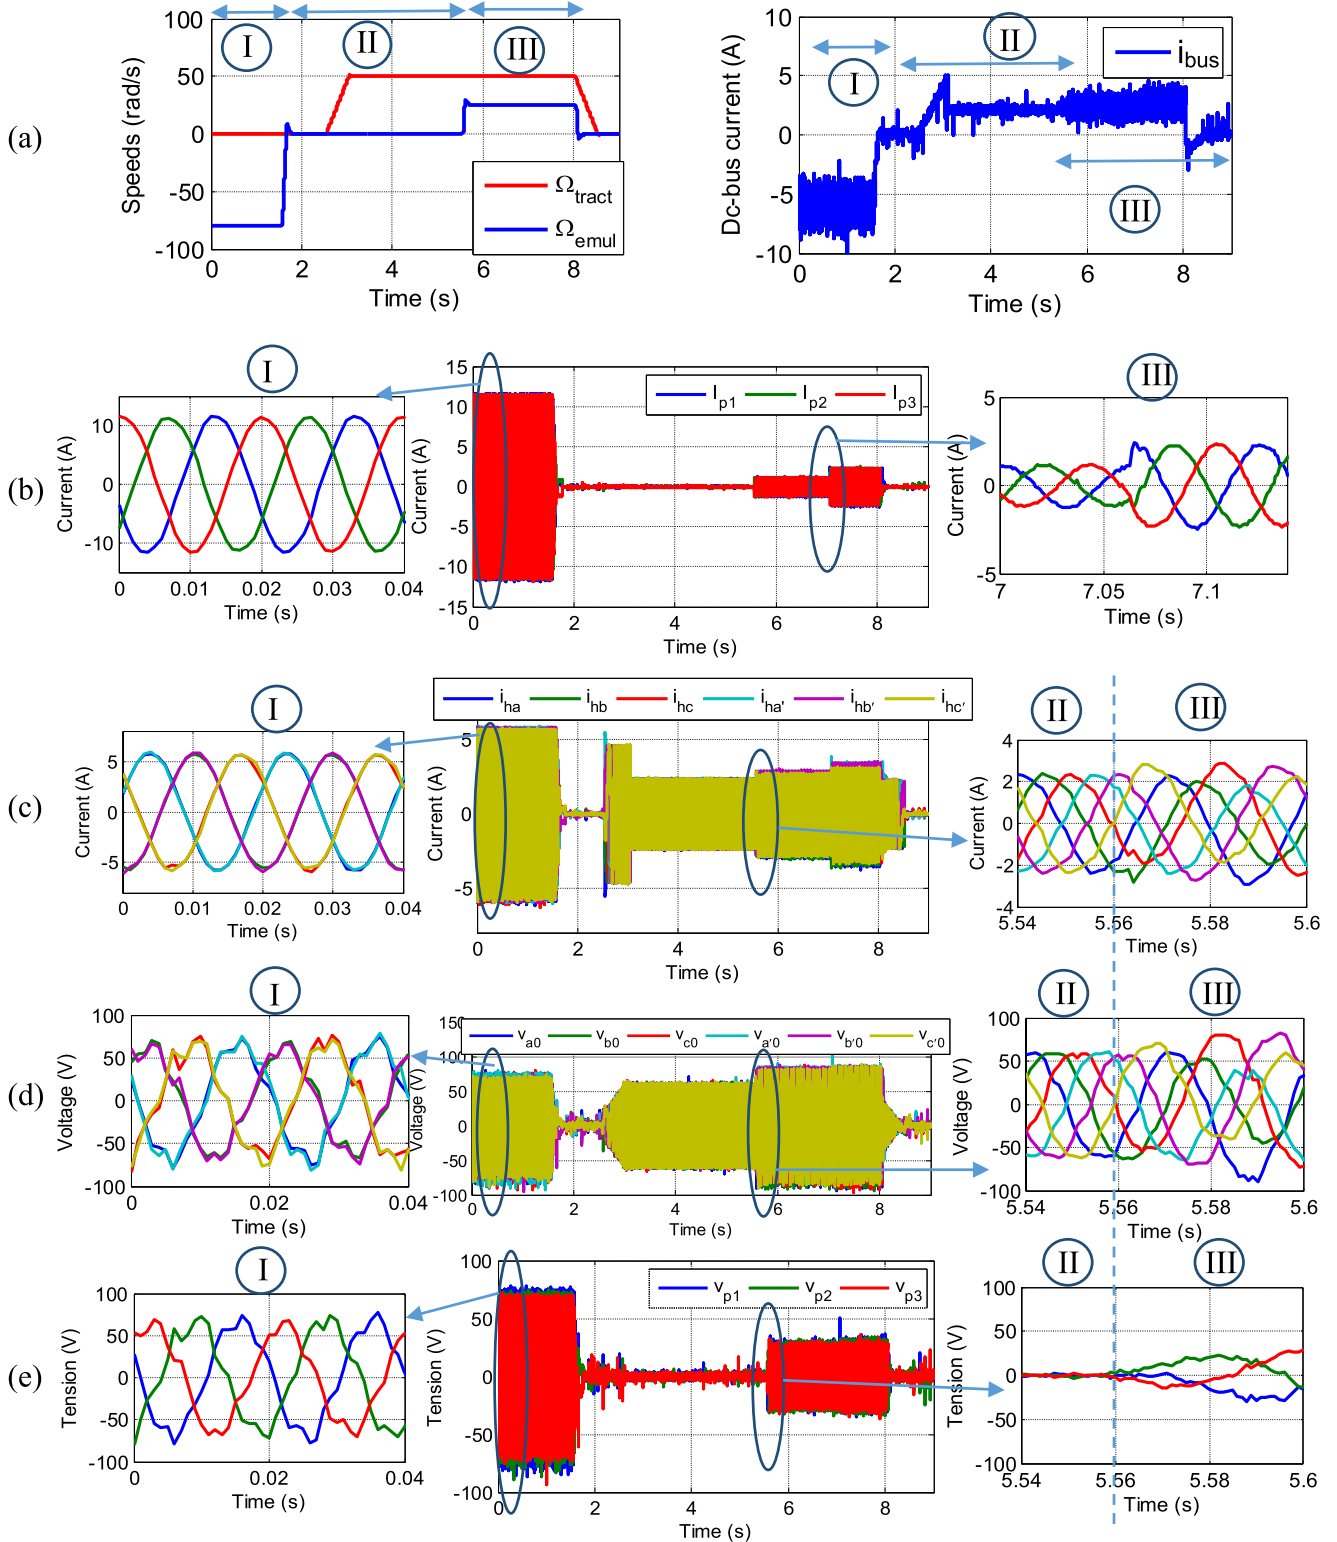 (a)
I II III
Speeds (rad/s)
100
50
0
-50
-100
Ω_tract
Ω_emul
0 2 4 6 8
Time (s)
Dc-bus current (A)
10
5
0
-5
-10
I II III
i_bus
0 2 4 6 8
Time (s)
(b)
I
Current (A)
10
0
-10
0 0.01 0.02 0.03 0.04
Time (s)
Current (A)
15
10
5
0
-5
-10
-15
I_p1 I_p2 I_p3
0 2 4 6 8
Time (s)
III
Current (A)
5
0
-5
7 7.05 7.1
Time (s)
(c)
I
Current (A)
5
0
-5
0 0.01 0.02 0.03 0.04
Time (s)
i_ha i_hb i_hc i_ha' i_hb' i_hc'
Current (A)
5
0
-5
0 2 4 6 8
Time (s)
II III
Current (A)
4
2
0
-2
-4
5.54 5.56 5.58 5.6
Time (s)
(d)
I
Voltage (V)
100
50
0
-50
-100
0 0.02 0.04
Time (s)
v_a0 v_b0 v_c0 v_a'0 v_b'0 v_c'0
Voltage (V)
150
100
50
0
-50
-100
0 2 4 6 8
Time (s)
II III
Voltage (V)
100
50
0
-50
-100
5.54 5.56 5.58 5.6
Time (s)
(e)
I
Tension (V)
100
50
0
-50
-100
0 0.02 0.04
Time (s)
Tension (V)
100
50
0
-50
-100
v_p1 v_p2 v_p3
0 2 4 6 8
Time (s)
II III
Tension (V)
100
50
0
-50
-100
5.54 5.56 5.58 5.6
Time (s)